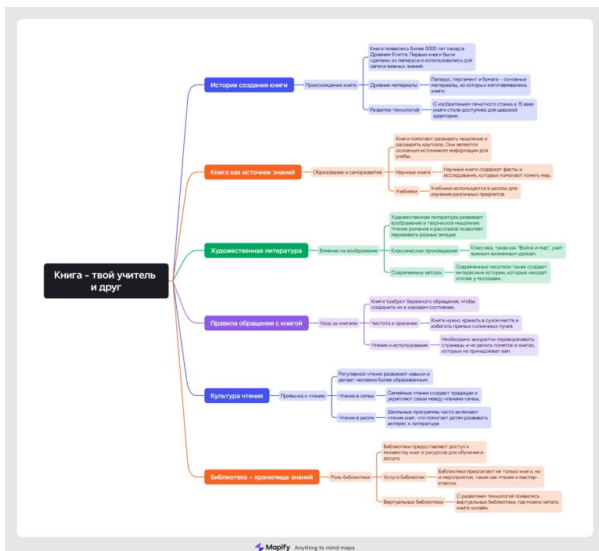 Книга - твой учитель
и друг
История создания книги
Происхождение книги
Книги появились более 5000 лет назад в
Древнем Египте. Первые книги были
сделаны из папируса и использовались для
записи важных знаний.
Древние материалы
Папирус, пергамент и бумага – основные
материалы, из которых изготавливались
книги.
Развитие технологий
С изобретением печатного станка в 15 веке
книги стали доступнее для широкой
аудитории.
Книга как источник знаний
Образование и саморазвитие
Книги помогают развивать мышление и
расширять кругозор. Они являются
основным источником информации для
учебы.
Научные книги
Научные книги содержат факты и
исследования, которые помогают понять мир.
Учебники
Учебники используются в школах для
изучения различных предметов.
Художественная литература
Влияние на воображение
Художественная литература развивает
воображение и творческое мышление.
Чтение романов и рассказов позволяет
переживать разные эмоции.
Классические произведения
Классика, такая как "Война и мир", учит
важным жизненным урокам.
Современные авторы
Современные писатели также создают
интересные истории, которые находят
отклик у молодежи.
Правила обращения с книгой
Уход за книгами
Книги требуют бережного обращения, чтобы
сохранить их в хорошем состоянии.
Чистота и хранение
Книги нужно хранить в сухом месте и
избегать прямых солнечных лучей.
Чтение и использование
Необходимо аккуратно переворачивать
страницы и не делать пометок в книгах,
которые не принадлежат вам.
Культура чтения
Привычка к чтению
Регулярное чтение развивает навыки и
делает человека более образованным.
Чтение в семье
Семейные чтения создают традиции и
укрепляют связи между членами семьи.
Чтение в школе
Школьные программы часто включают
чтение книг, что помогает детям развивать
интерес к литературе.
Библиотека – хранилище знаний
Роль библиотеки
Библиотеки предоставляют доступ к
множеству книг и ресурсов для обучения и
досуга.
Услуги библиотек
Библиотеки предлагают не только книги, но
и мероприятия, такие как чтения и мастер-
классы.
Виртуальные библиотеки
С развитием технологий появились
виртуальные библиотеки, где можно читать
книги онлайн.
Mapify Anything to mind maps